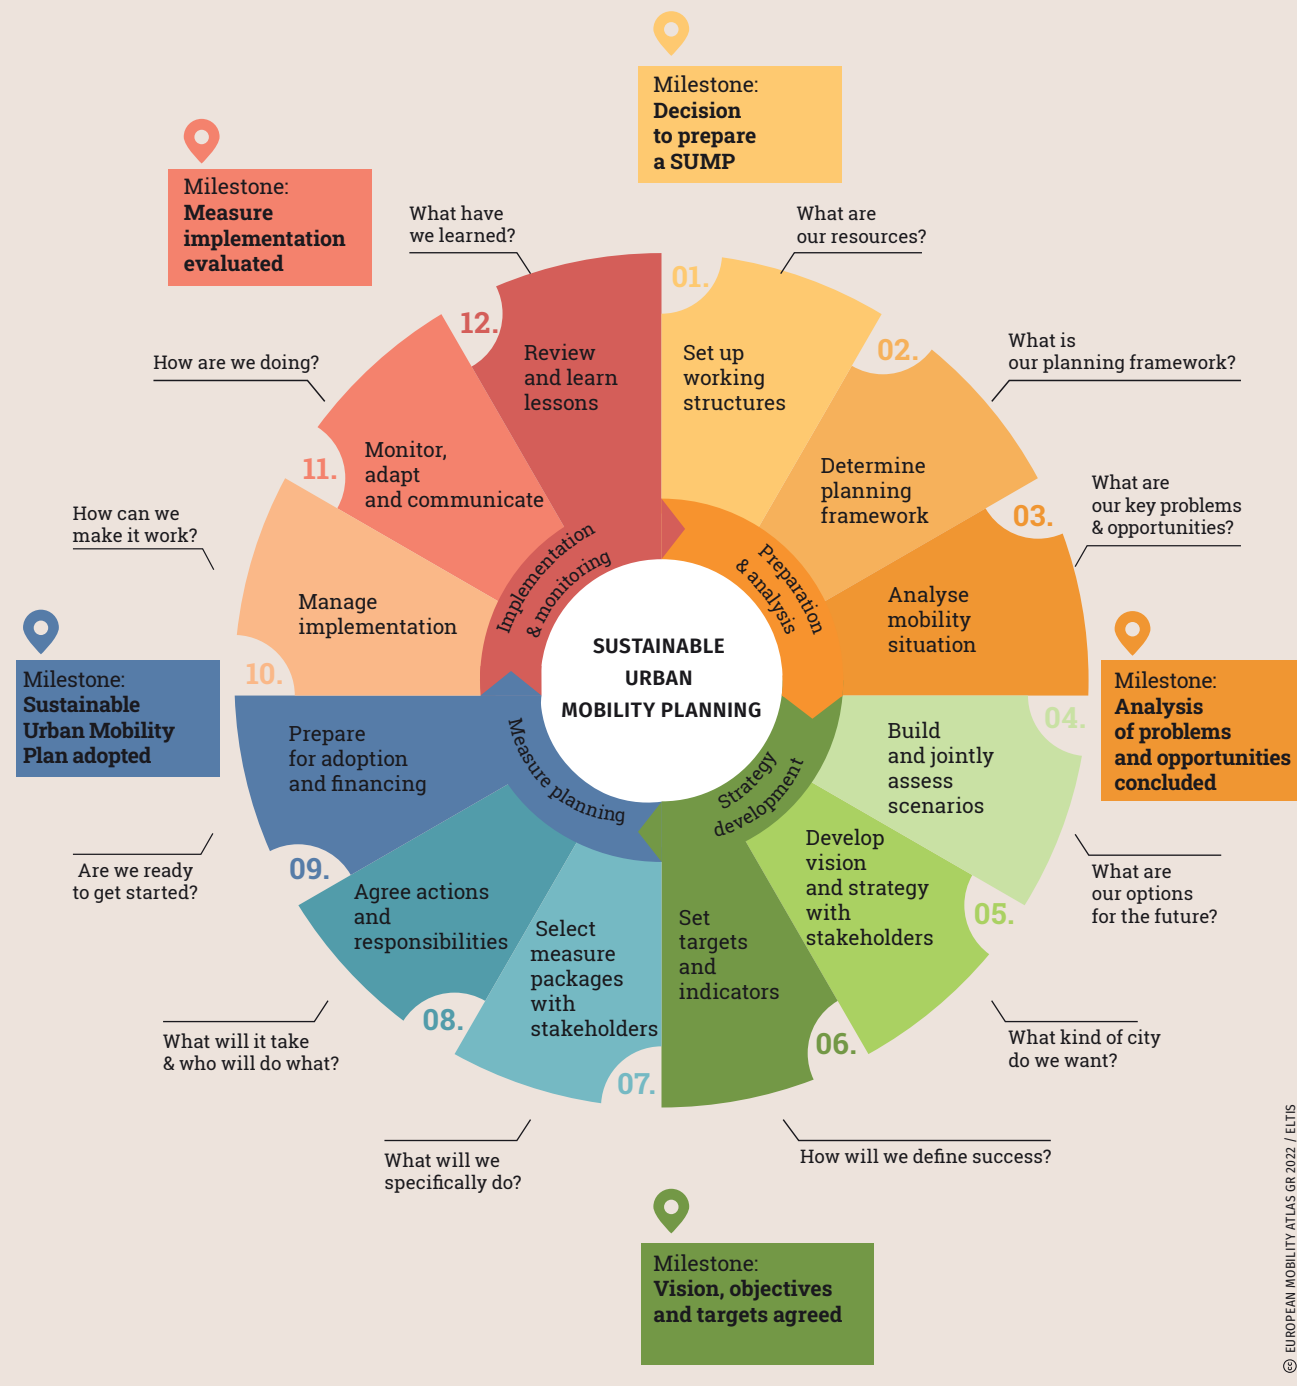 Milestone:
Decision
to prepare
a SUMP
Milestone:
Measure
implementation
evaluated
What have
we learned?
What are
our resources?
01.
Set up
working
structures
12.
Review
and learn
lessons
02.
Determine
planning
framework
What is
our planning framework?
How are we doing?
11.
Monitor,
adapt
and communicate
03.
Analyse
mobility
situation
What are
our key problems
& opportunities?
How can we
make it work?
10.
Manage
implementation
Implementation
& monitoring
Preparation
& analysis
SUSTAINABLE
URBAN
MOBILITY PLANNING
Measure planning
Strategy
development
Milestone:
Sustainable
Urban Mobility
Plan adopted
Milestone:
Analysis
of problems
and opportunities
concluded
04.
Build
and jointly
assess
scenarios
What are
our options
for the future?
09.
Prepare
for adoption
and financing
Are we ready
to get started?
05.
Develop
vision
and strategy
with
stakeholders
What kind of city
do we want?
08.
Agree actions
and
responsibilities
What will it take
& who will do what?
06.
Set
targets
and
indicators
How will we define success?
07.
Select
measure
packages
with
stakeholders
What will we
specifically do?
Milestone:
Vision, objectives
and targets agreed
cc EUROPEAN MOBILITY ATLAS GR 2022 / ELTIS